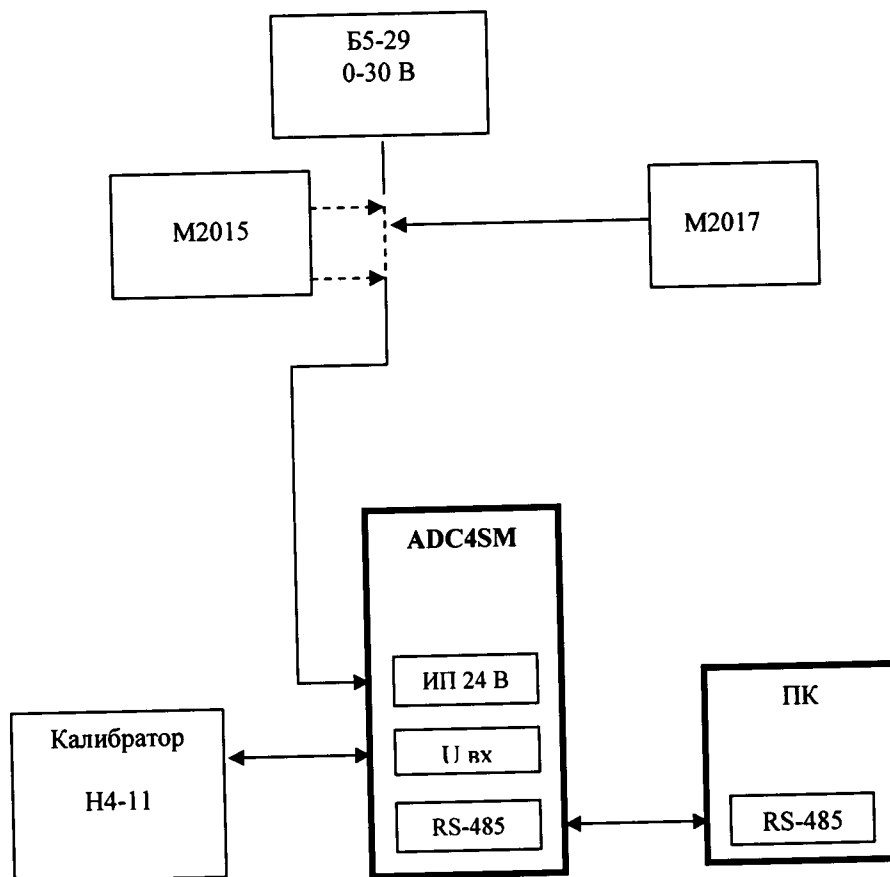 Б5-29
0-30 В
М2015
М2017
ADC4SM
ИП 24 В
U вх
RS-485
Калибратор
Н4-11
ПК
RS-485